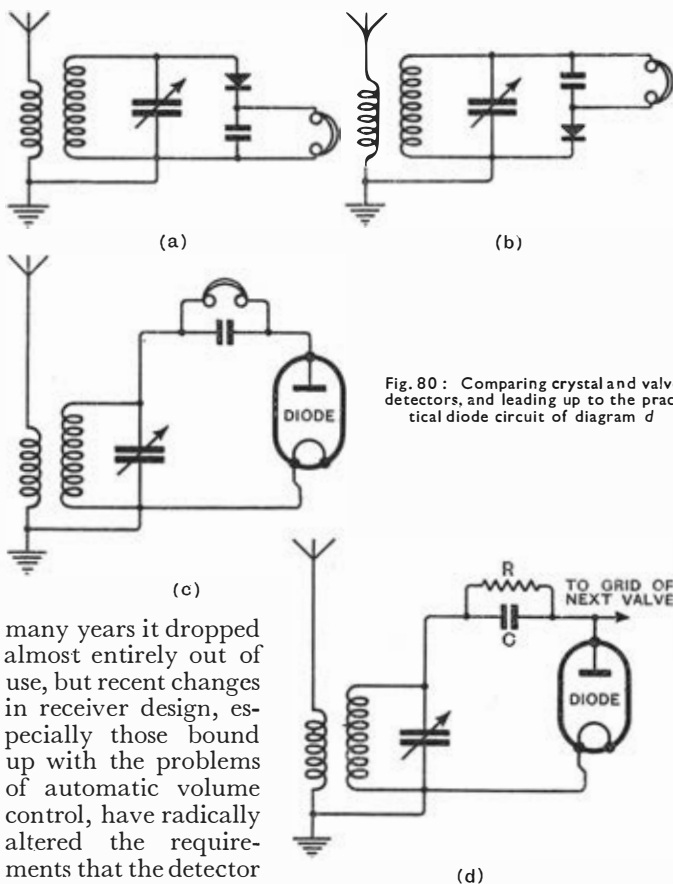 (a)
(b)
DIODE
Fig. 80 : Comparing crystal and valve
detectors, and leading up to the prac-
tical diode circuit of diagram d
(c)
R
C
TO GRID OF
NEXT VALVE
DIODE
(d)
many years it dropped
almost entirely out of
use, but recent changes
in receiver design, es-
pecially those bound
up with the problems
of automatic volume
control, have radically
altered the require-
ments that the detector